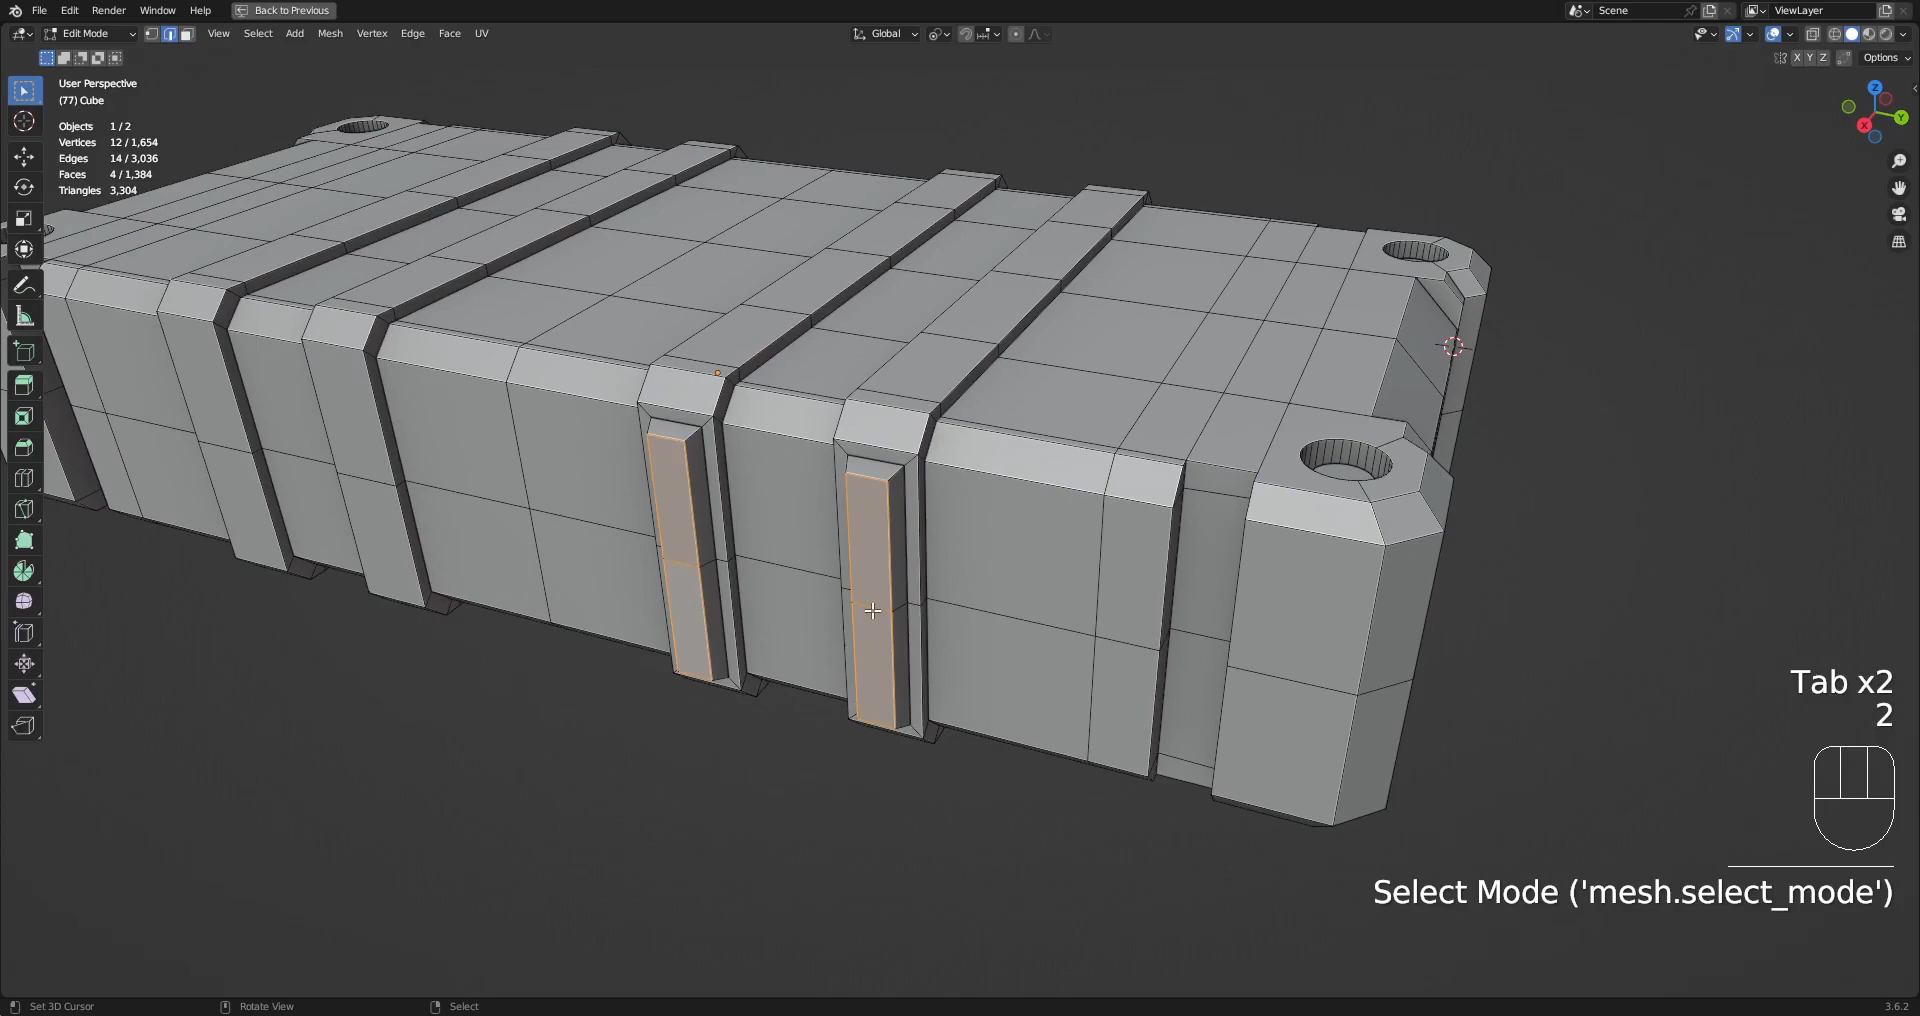 File Edit Render Window Help Back to Previous Scene ViewLayer
Edit Mode View Select Add Mesh Vertex Edge Face UV Global
X Y Z Options
User Perspective
(77) Cube
Objects 1 / 2
Vertices 12 / 1,654
Edges 14 / 3,036
Faces 4 / 1,384
Triangles 3,304
Z
Y
X
Tab x2
2
Select Mode ('mesh.select_mode')
Set 3D Cursor Rotate View Select 3.6.2